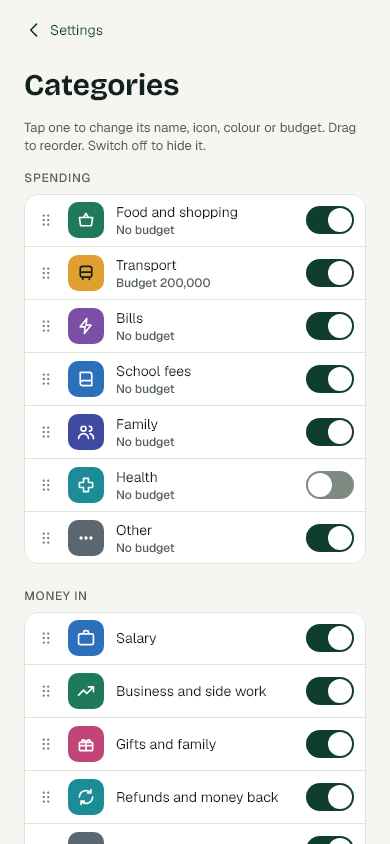 Settings
Categories
Tap one to change its name, icon, colour or budget. Drag
to reorder. Switch off to hide it.
SPENDING
Food and shopping
No budget
Transport
Budget 200,000
Bills
No budget
School fees
No budget
Family
No budget
Health
No budget
Other
No budget
MONEY IN
Salary
Business and side work
Gifts and family
Refunds and money back